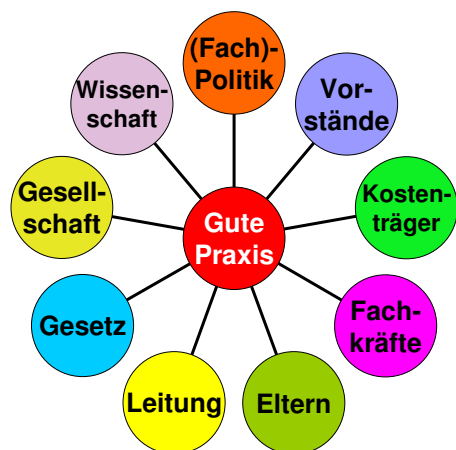 (Fach)-
Politik
Wissen-
schaft
Vor-
stände
Gesell-
schaft
Kosten-
träger
Gute
Praxis
Gesetz
Fach-
kräfte
Leitung
Eltern